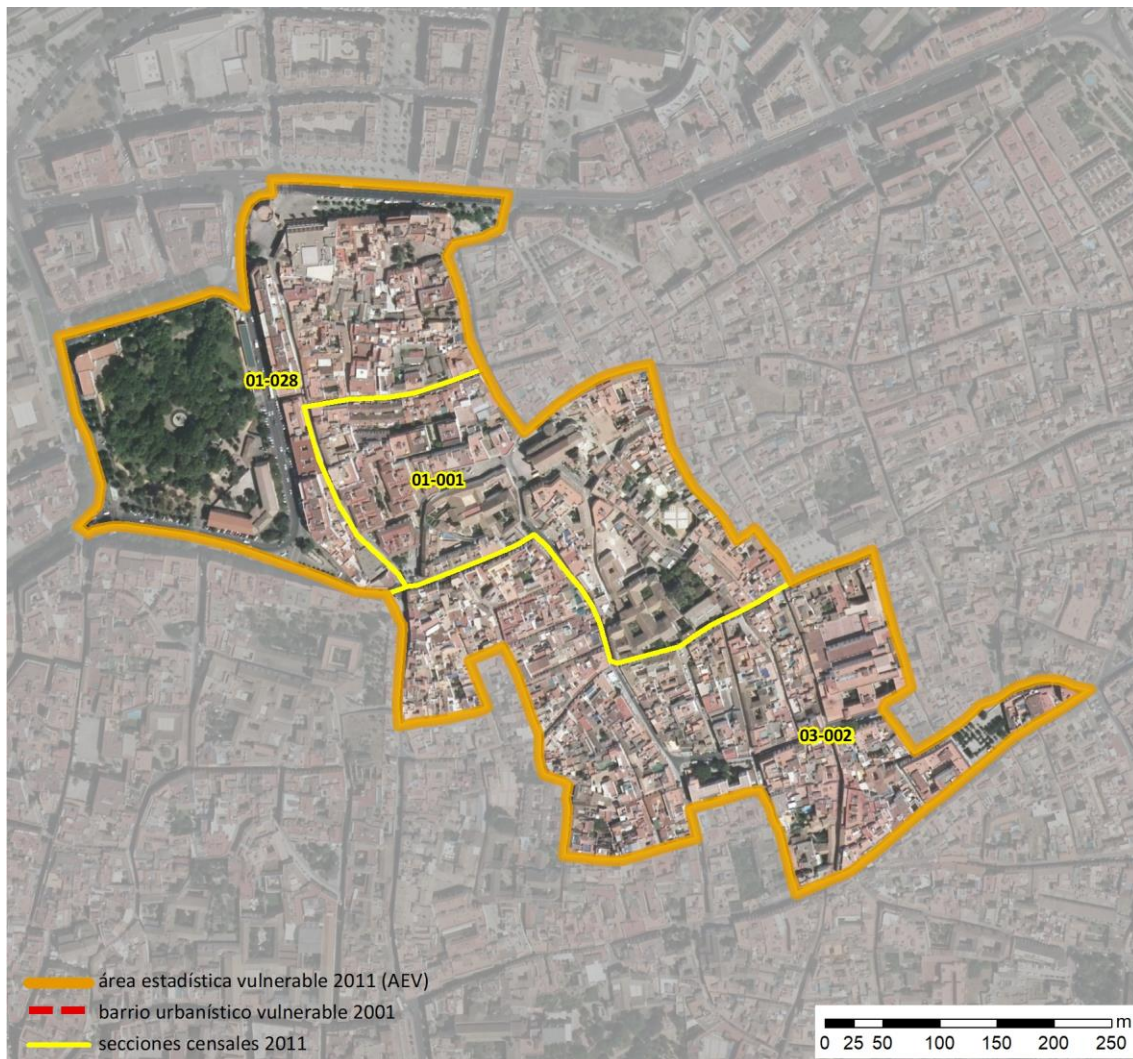 01-028
01-001
03-002
área estadística vulnerable 2011 (AEV)
barrio urbanístico vulnerable 2001
secciones censales 2011
m
0 25 50 100 150 200 250